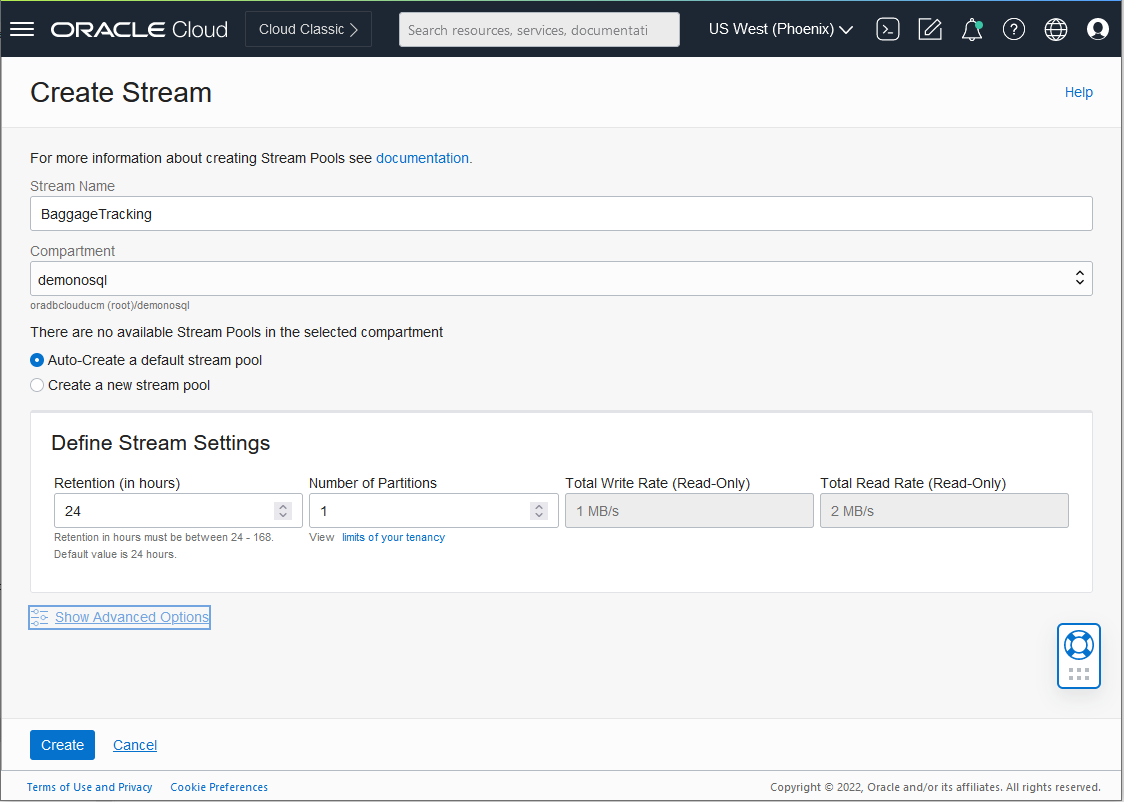 ORACLE Cloud
Cloud Classic
Search resources, services, documentati
US West (Phoenix)
Create Stream
Help
For more information about creating Stream Pools see documentation.
Stream Name
BaggageTracking
Compartment
demonosql
oradbclouducm (root)/demonosql
There are no available Stream Pools in the selected compartment
Auto-Create a default stream pool
Create a new stream pool
Define Stream Settings
Retention (in hours) Number of Partitions Total Write Rate (Read-Only) Total Read Rate (Read-Only)
24 1 1 MB/s 2 MB/s
Retention in hours must be between 24 - 168. View limits of your tenancy
Default value is 24 hours.
Show Advanced Options
Create Cancel
Terms of Use and Privacy Cookie Preferences Copyright © 2022, Oracle and/or its affiliates. All rights reserved.